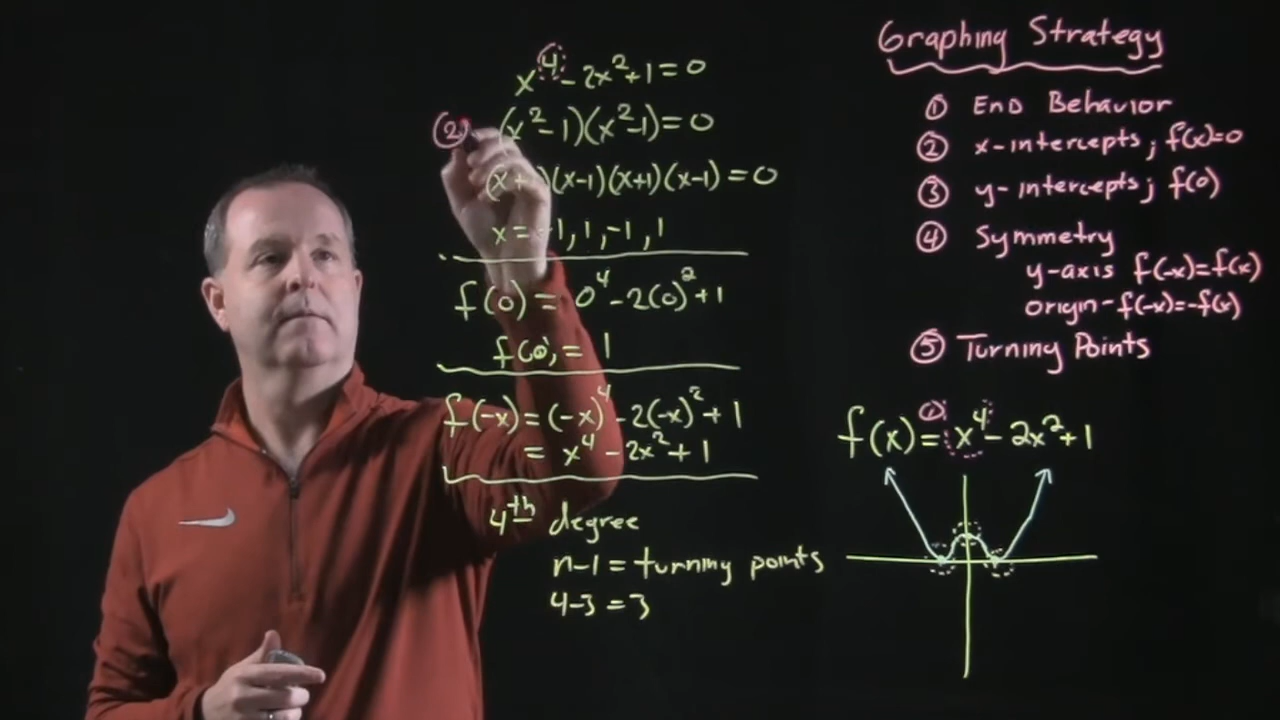 x⁴ - 2x² + 1 = 0
② (x² - 1)(x² - 1) = 0
(x+ )(x-1)(x+1)(x-1) = 0
x = -1, 1, -1, 1
f(0) = 0⁴ - 2(0)² + 1
f(0) = 1
f(-x) = (-x)⁴ - 2(-x)² + 1
= x⁴ - 2x² + 1
4th degree
n-1 = turning points
4-3 = 3
Graphing Strategy
① End Behavior
② x-intercepts; f(x)=0
③ y-intercepts; f(0)
④ Symmetry
y-axis f(-x)=f(x)
origin - f(-x)=-f(x)
⑤ Turning Points
①
f(x) = x⁴ - 2x² + 1